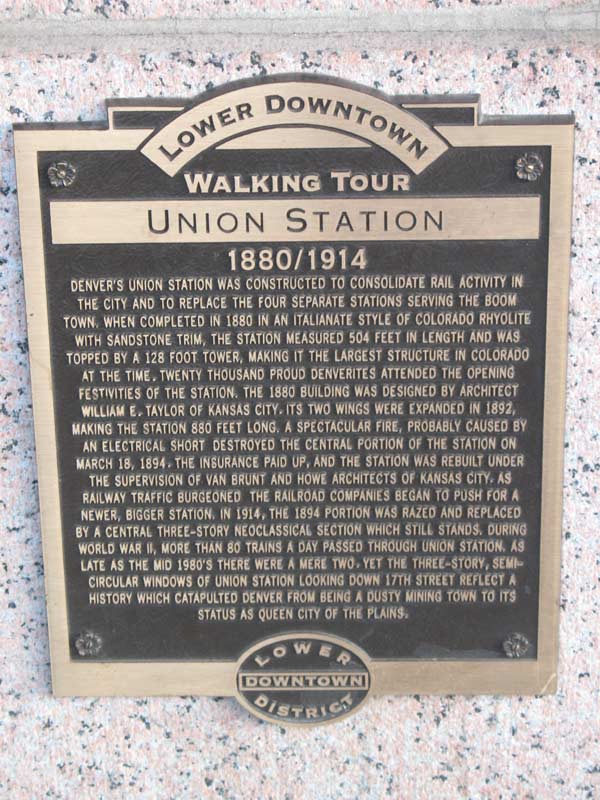 LOWER DOWNTOWN
WALKING TOUR
UNION STATION
1880/1914
DENVER'S UNION STATION WAS CONSTRUCTED TO CONSOLIDATE RAIL ACTIVITY IN
THE CITY AND TO REPLACE THE FOUR SEPARATE STATIONS SERVING THE BOOM
TOWN. WHEN COMPLETED IN 1880 IN AN ITALIANATE STYLE OF COLORADO RHYOLITE
WITH SANDSTONE TRIM, THE STATION MEASURED 504 FEET IN LENGTH AND WAS
TOPPED BY A 128 FOOT TOWER, MAKING IT THE LARGEST STRUCTURE IN COLORADO
AT THE TIME. TWENTY THOUSAND PROUD DENVERITES ATTENDED THE OPENING
FESTIVITIES OF THE STATION. THE 1880 BUILDING WAS DESIGNED BY ARCHITECT
WILLIAM E. TAYLOR OF KANSAS CITY. ITS TWO WINGS WERE EXPANDED IN 1892,
MAKING THE STATION 880 FEET LONG. A SPECTACULAR FIRE, PROBABLY CAUSED BY
AN ELECTRICAL SHORT DESTROYED THE CENTRAL PORTION OF THE STATION ON
MARCH 18, 1894. THE INSURANCE PAID UP, AND THE STATION WAS REBUILT UNDER
THE SUPERVISION OF VAN BRUNT AND HOWE ARCHITECTS OF KANSAS CITY. AS
RAILWAY TRAFFIC BURGEONED THE RAILROAD COMPANIES BEGAN TO PUSH FOR A
NEWER, BIGGER STATION. IN 1914, THE 1894 PORTION WAS RAZED AND REPLACED
BY A CENTRAL THREE-STORY NEOCLASSICAL SECTION WHICH STILL STANDS. DURING
WORLD WAR II, MORE THAN 80 TRAINS A DAY PASSED THROUGH UNION STATION. AS
LATE AS THE MID 1980'S THERE WERE A MERE TWO. YET THE THREE-STORY, SEMI-
CIRCULAR WINDOWS OF UNION STATION LOOKING DOWN 17TH STREET REFLECT A
HISTORY WHICH CATAPULTED DENVER FROM BEING A DUSTY MINING TOWN TO ITS
STATUS AS QUEEN CITY OF THE PLAINS.
LOWER
DOWNTOWN
DISTRICT